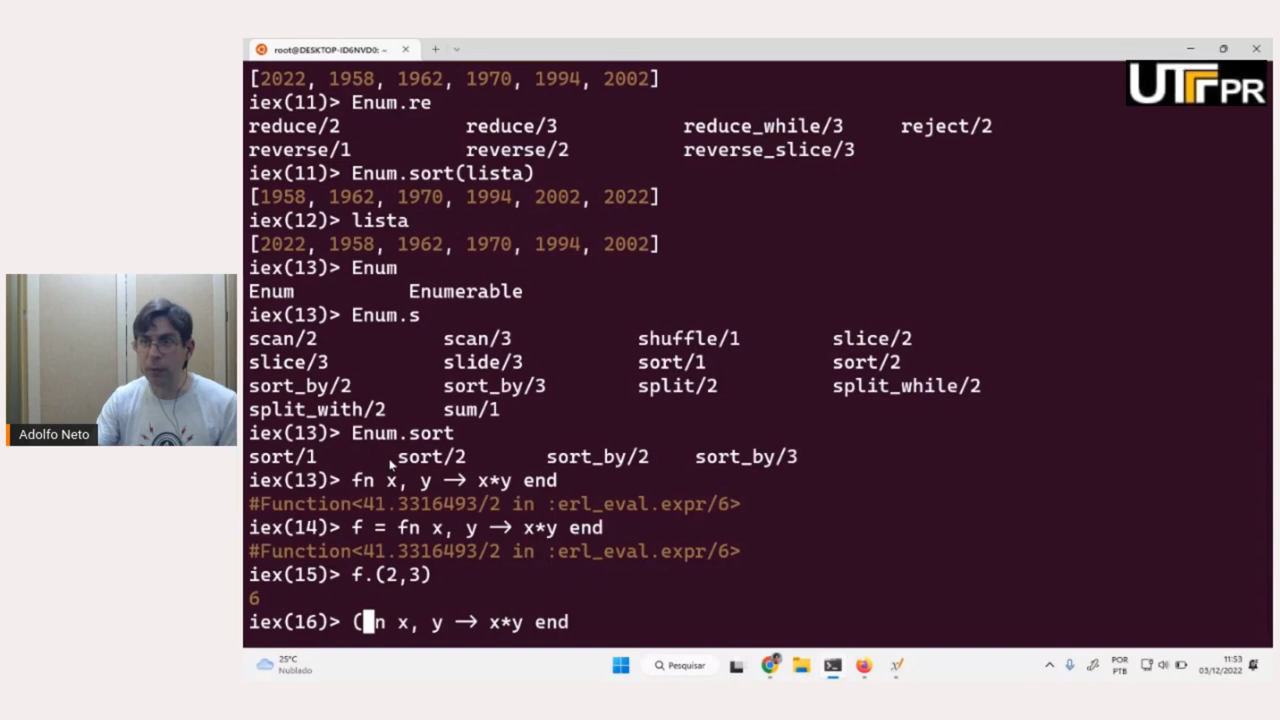 root@DESKTOP-ID6NVD0: ~
UTFPR
[2022, 1958, 1962, 1970, 1994, 2002]
iex(11)> Enum.re
reduce/2 reduce/3 reduce_while/3 reject/2
reverse/1 reverse/2 reverse_slice/3
iex(11)> Enum.sort(lista)
[1958, 1962, 1970, 1994, 2002, 2022]
iex(12)> lista
[2022, 1958, 1962, 1970, 1994, 2002]
iex(13)> Enum
Enum Enumerable
iex(13)> Enum.s
scan/2 scan/3 shuffle/1 slice/2
slice/3 slide/3 sort/1 sort/2
sort_by/2 sort_by/3 split/2 split_while/2
split_with/2 sum/1
iex(13)> Enum.sort
sort/1 sort/2 sort_by/2 sort_by/3
iex(13)> fn x, y -> x*y end
#Function<41.3316493/2 in :erl_eval.expr/6>
iex(14)> f = fn x, y -> x*y end
#Function<41.3316493/2 in :erl_eval.expr/6>
iex(15)> f.(2,3)
6
iex(16)> (fn x, y -> x*y end
Adolfo Neto
25°C
Nublado
Pesquisar
POR
PTB
11:53
03/12/2022